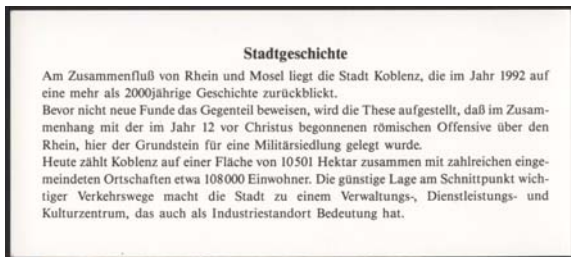 Stadtgeschichte
Am Zusammenfluß von Rhein und Mosel liegt die Stadt Koblenz, die im Jahr 1992 auf
eine mehr als 2000jährige Geschichte zurückblickt.
Bevor nicht neue Funde das Gegenteil beweisen, wird die These aufgestellt, daß im Zusam-
menhang mit der im Jahr 12 vor Christus begonnenen römischen Offensive über den
Rhein, hier der Grundstein für eine Militärsiedlung gelegt wurde.
Heute zählt Koblenz auf einer Fläche von 10501 Hektar zusammen mit zahlreichen einge-
meindeten Ortschaften etwa 108000 Einwohner. Die günstige Lage am Schnittpunkt wich-
tiger Verkehrswege macht die Stadt zu einem Verwaltungs-, Dienstleistungs- und
Kulturzentrum, das auch als Industriestandort Bedeutung hat.